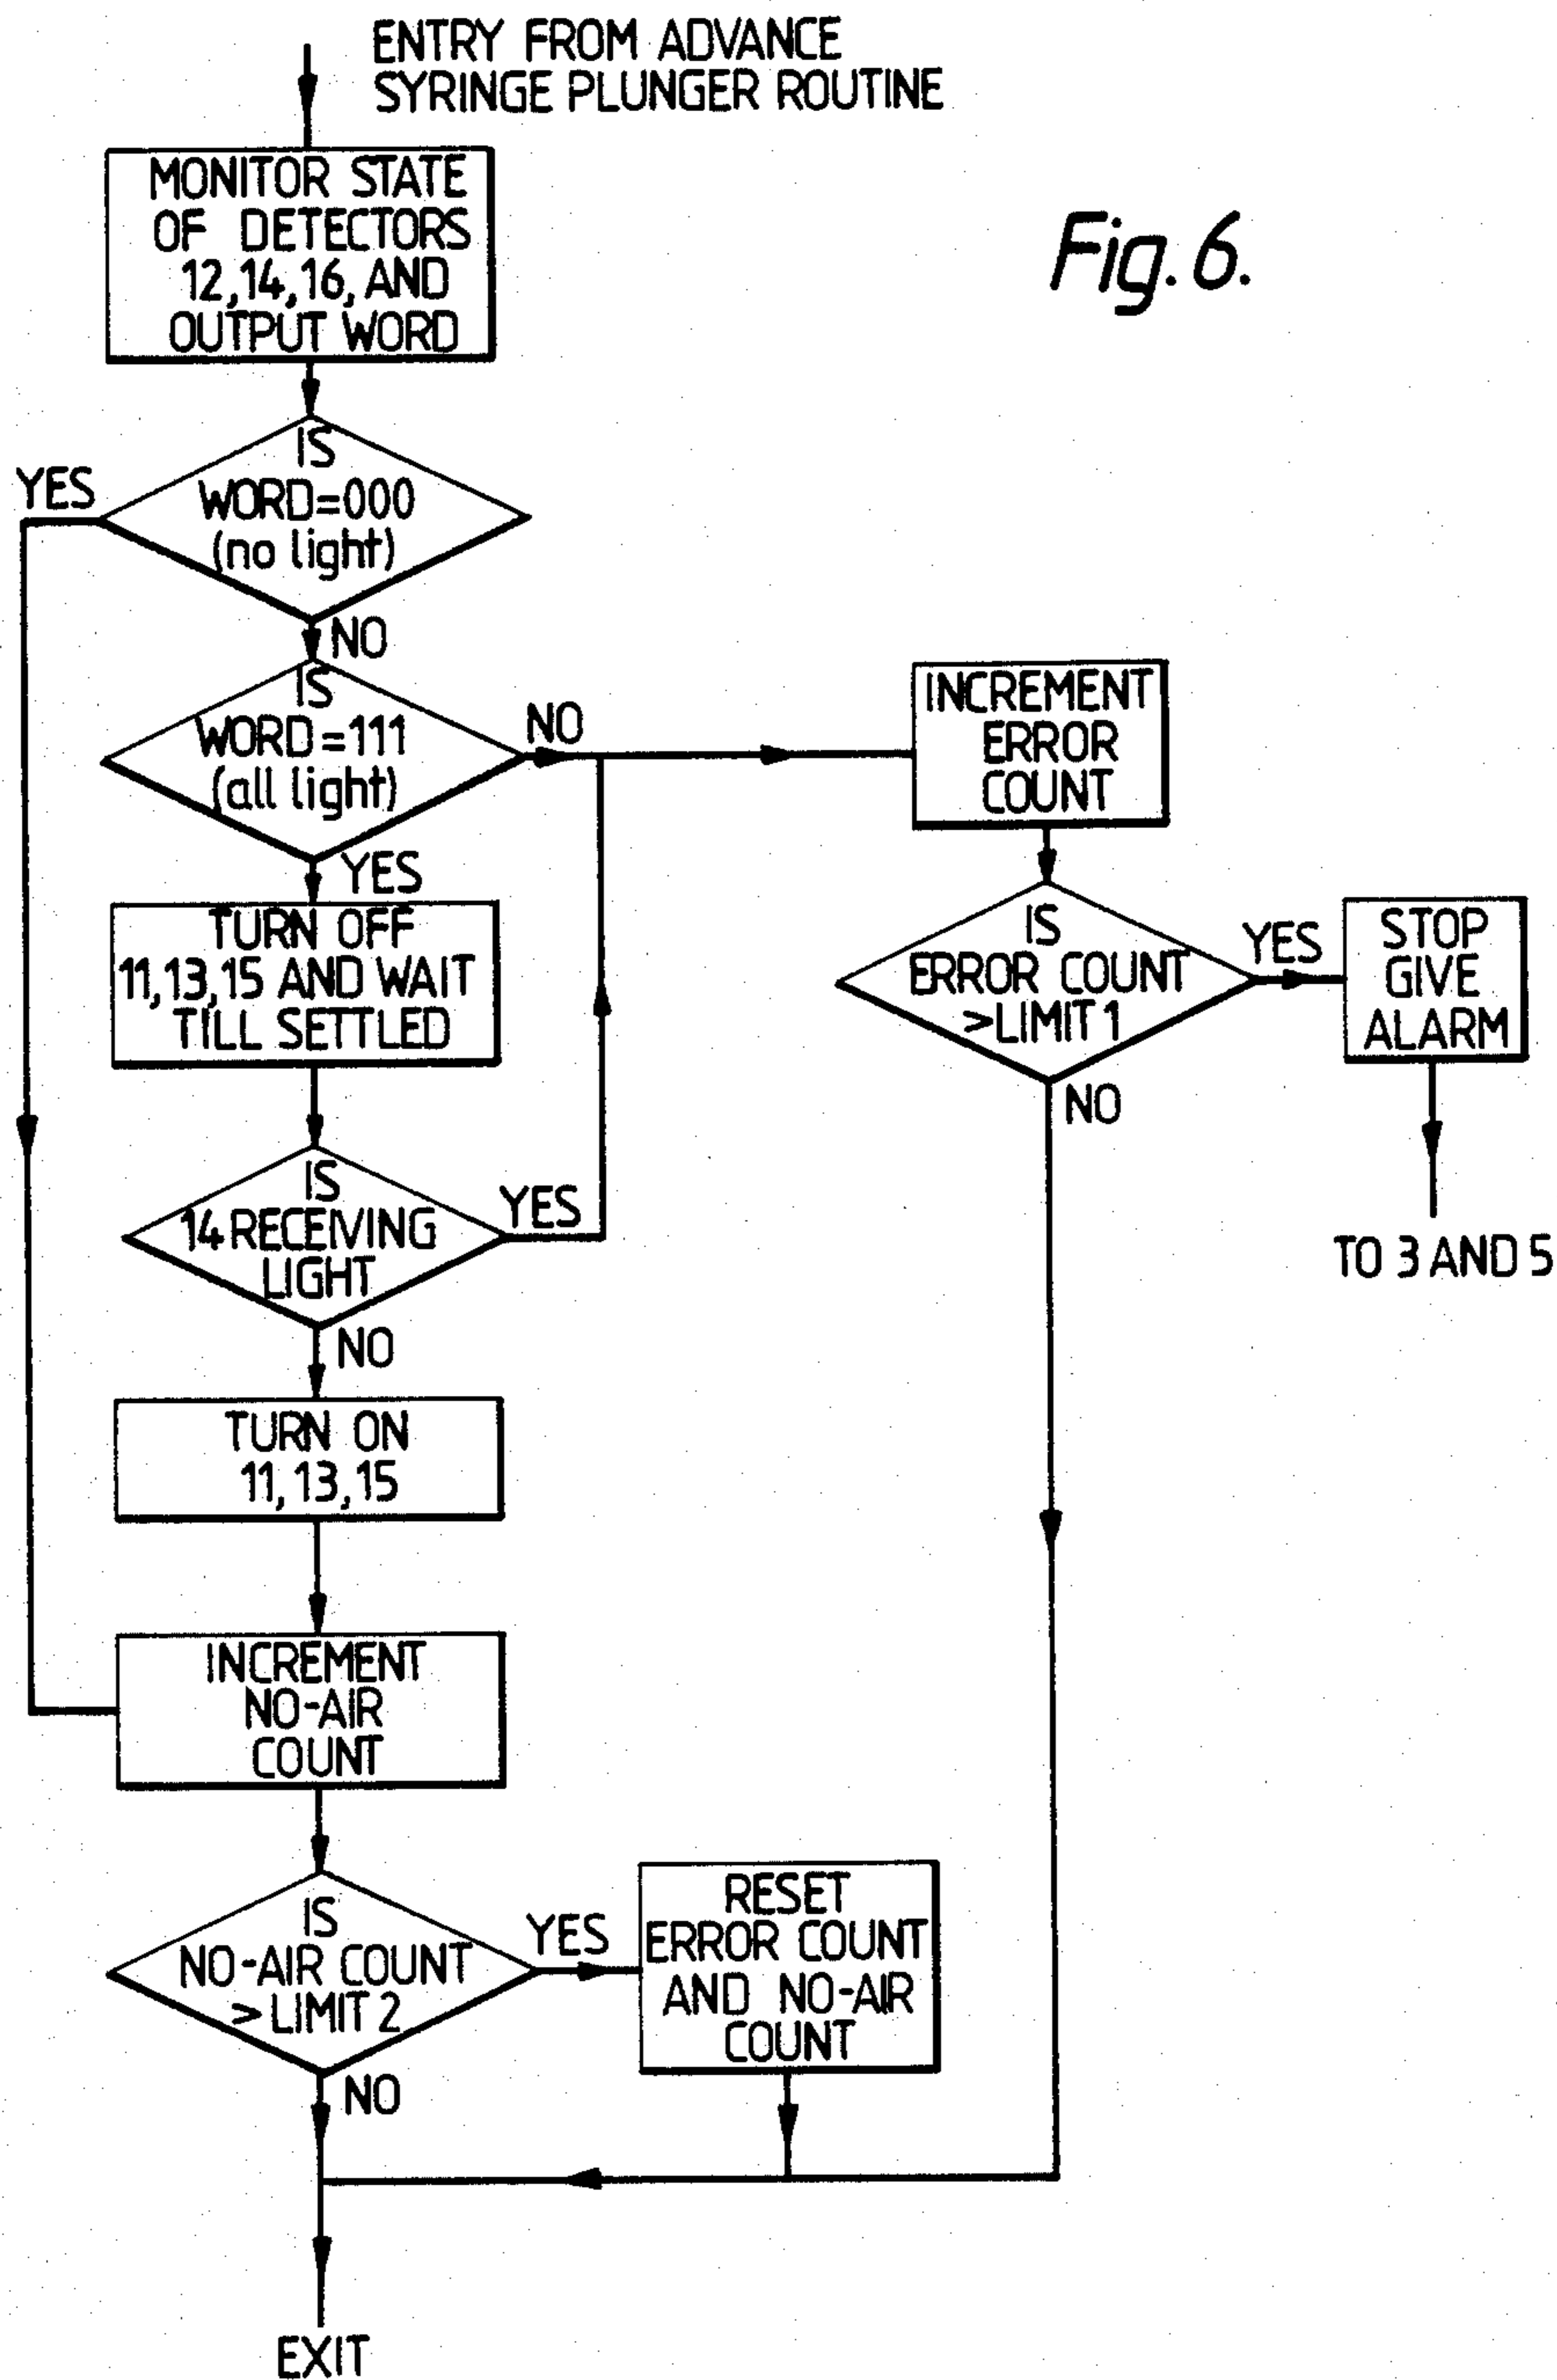 ENTRY FROM ADVANCE
SYRINGE PLUNGER ROUTINE
MONITOR STATE
OF DETECTORS
12,14,16, AND
OUTPUT WORD
Fig. 6.
IS
WORD=000
(no light)
YES
NO
IS
WORD=111
(all light)
NO
YES
INCREMENT
ERROR
COUNT
TURN OFF
11,13,15 AND WAIT
TILL SETTLED
IS
ERROR COUNT
>LIMIT 1
YES
NO
STOP
GIVE
ALARM
TO 3 AND 5
IS
14 RECEIVING
LIGHT
YES
NO
TURN ON
11, 13, 15
INCREMENT
NO-AIR
COUNT
IS
NO-AIR COUNT
> LIMIT 2
YES
NO
RESET
ERROR COUNT
AND NO-AIR
COUNT
EXIT